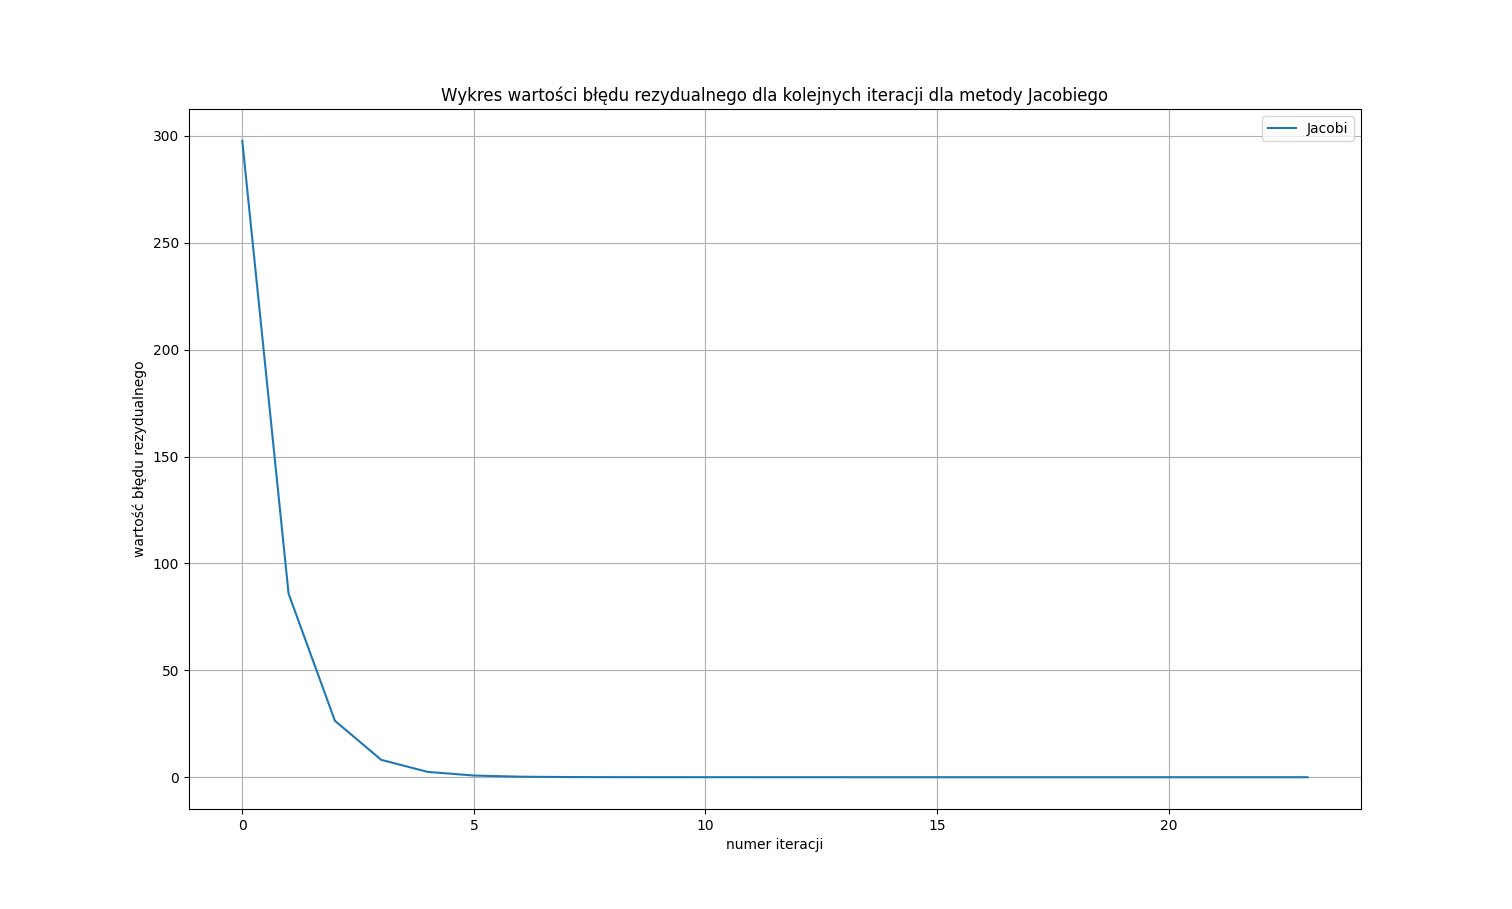 Wykres wartości błędu rezydualnego dla kolejnych iteracji dla metody Jacobiego
Jacobi
300
250
200
150
100
50
0
wartość błędu rezydualnego
0 5 10 15 20
numer iteracji